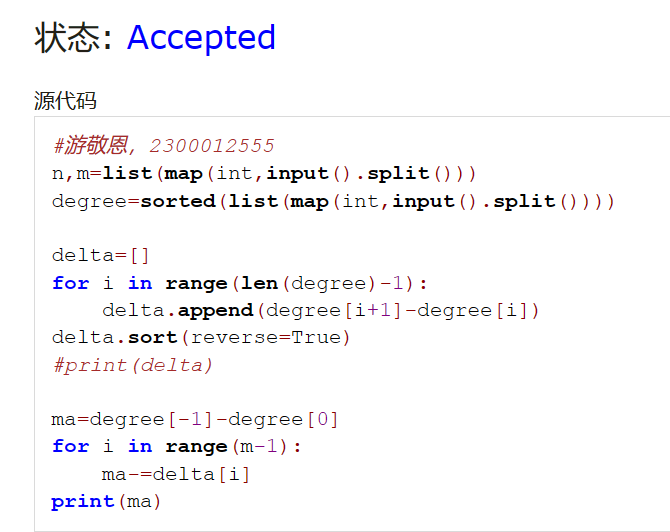 状态: Accepted
源代码
#游敬恩, 2300012555
n,m=list(map(int,input().split()))
degree=sorted(list(map(int,input().split())))
delta=[]
for i in range(len(degree)-1):
    delta.append(degree[i+1]-degree[i])
delta.sort(reverse=True)
#print(delta)
ma=degree[-1]-degree[0]
for i in range(m-1):
    ma-=delta[i]
print(ma)